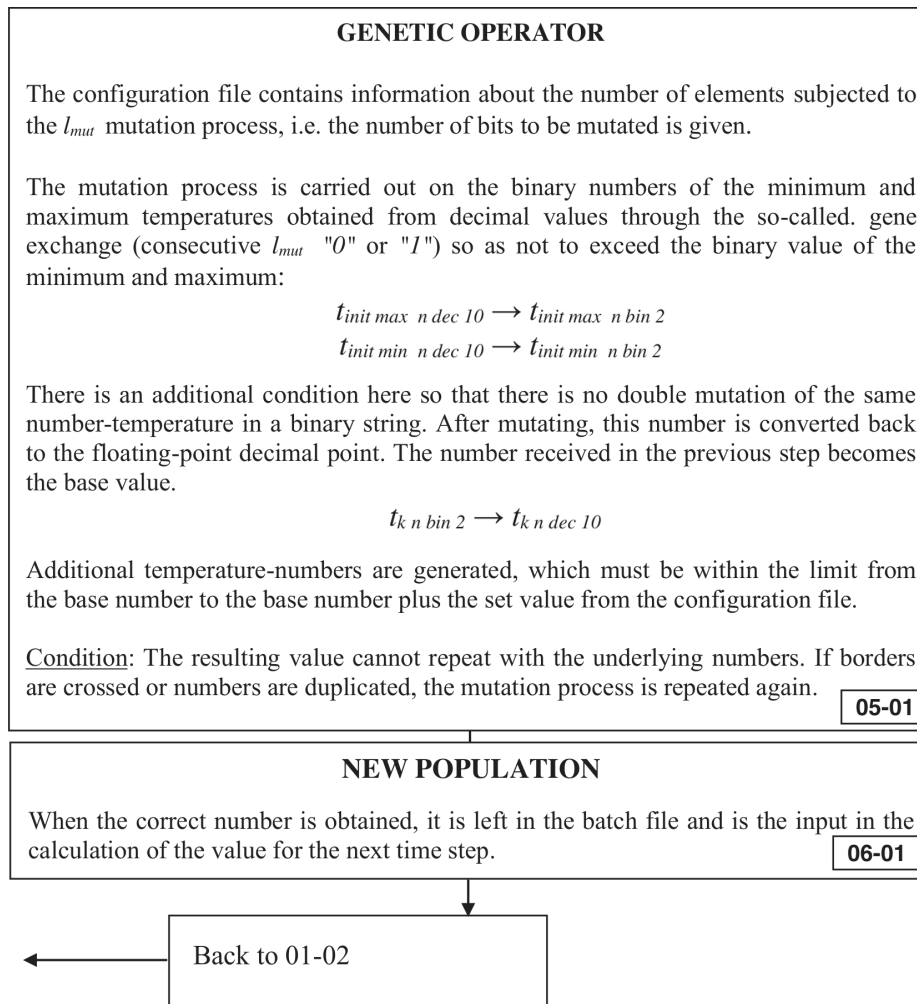 GENETIC OPERATOR
The configuration file contains information about the number of elements subjected to
the l_mut mutation process, i.e. the number of bits to be mutated is given.
The mutation process is carried out on the binary numbers of the minimum and
maximum temperatures obtained from decimal values through the so-called. gene
exchange (consecutive l_mut "0" or "1") so as not to exceed the binary value of the
minimum and maximum:
t_init max n dec 10 → t_init max n bin 2
t_init min n dec 10 → t_init min n bin 2
There is an additional condition here so that there is no double mutation of the same
number-temperature in a binary string. After mutating, this number is converted back
to the floating-point decimal point. The number received in the previous step becomes
the base value.
t_k n bin 2 → t_k n dec 10
Additional temperature-numbers are generated, which must be within the limit from
the base number to the base number plus the set value from the configuration file.
Condition: The resulting value cannot repeat with the underlying numbers. If borders
are crossed or numbers are duplicated, the mutation process is repeated again.
05-01
NEW POPULATION
When the correct number is obtained, it is left in the batch file and is the input in the
calculation of the value for the next time step.
06-01
Back to 01-02